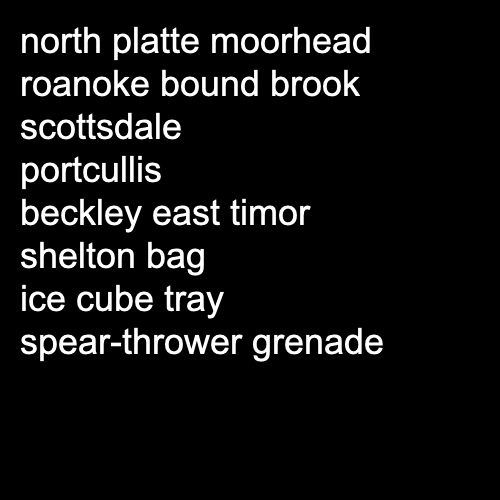 north platte moorhead
roanoke bound brook
scottsdale
portcullis
beckley east timor
shelton bag
ice cube tray
spear-thrower grenade